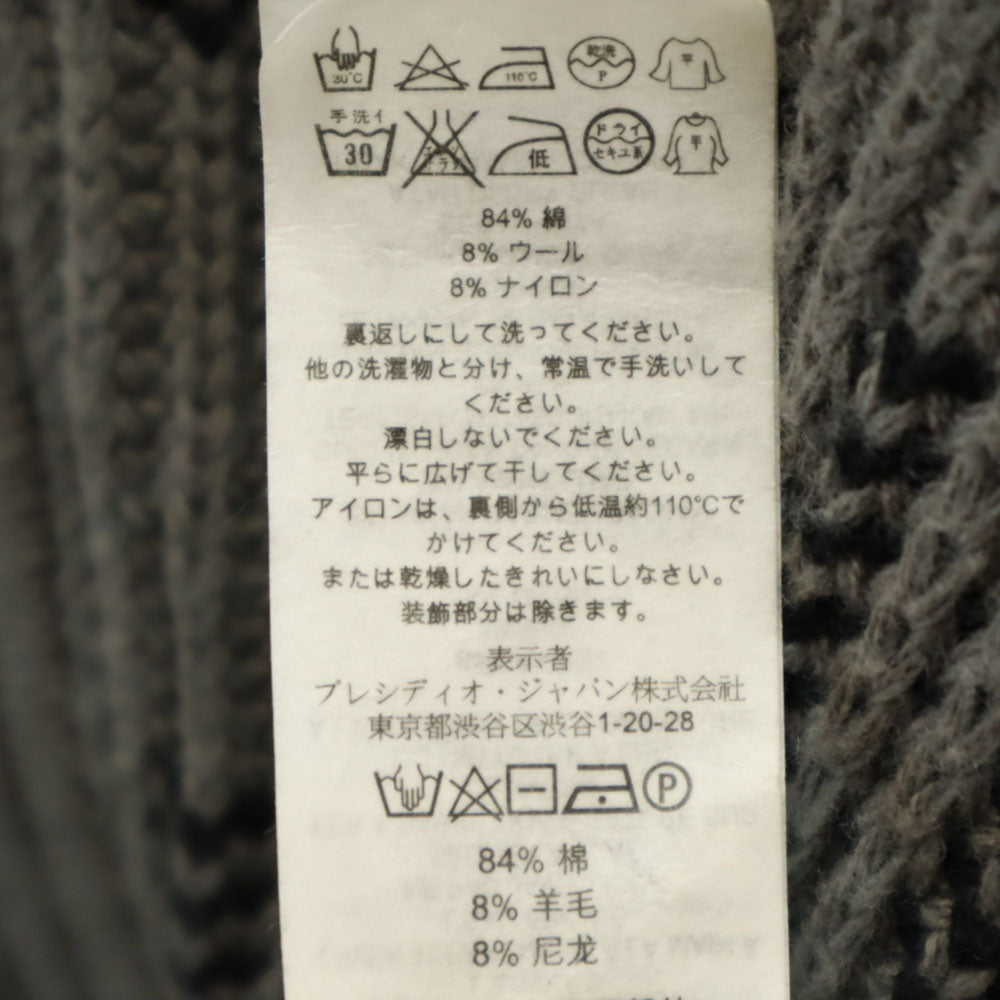 30°C 110°C 乾洗 P 平
手洗イ
30 低 ドライ セキユ系 平
84% 綿
8% ウール
8% ナイロン
裏返しにして洗ってください。
他の洗濯物と分け、常温で手洗いして
ください。
漂白しないでください。
平らに広げて干してください。
アイロンは、裏側から低温約110℃で
かけてください。
または乾燥したきれいにしなさい。
装飾部分は除きます。
表示者
プレシディオ・ジャパン株式会社
東京都渋谷区渋谷1-20-28
P
84% 棉
8% 羊毛
8% 尼龙